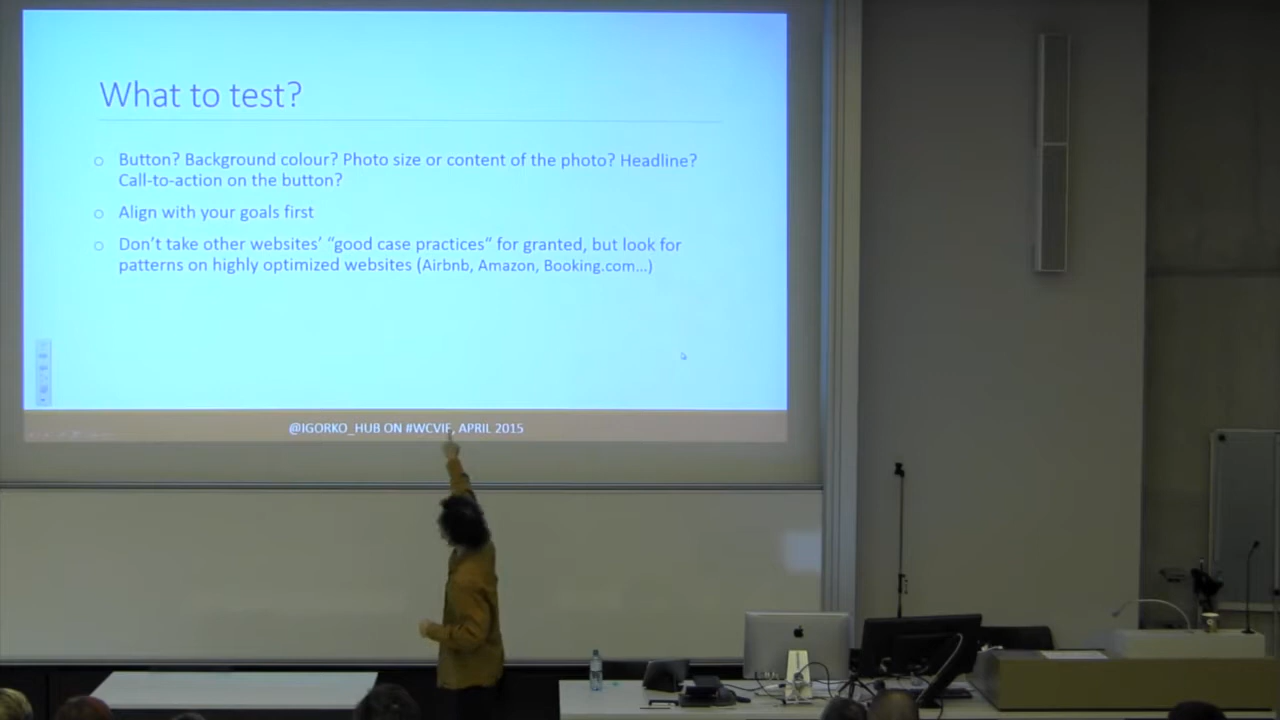 What to test?
Button? Background colour? Photo size or content of the photo? Headline?
Call-to-action on the button?
Align with your goals first
Don't take other websites' “good case practices” for granted, but look for
patterns on highly optimized websites (Airbnb, Amazon, Booking.com...)
@IGORKO_HUB ON #WCVIE, APRIL 2015